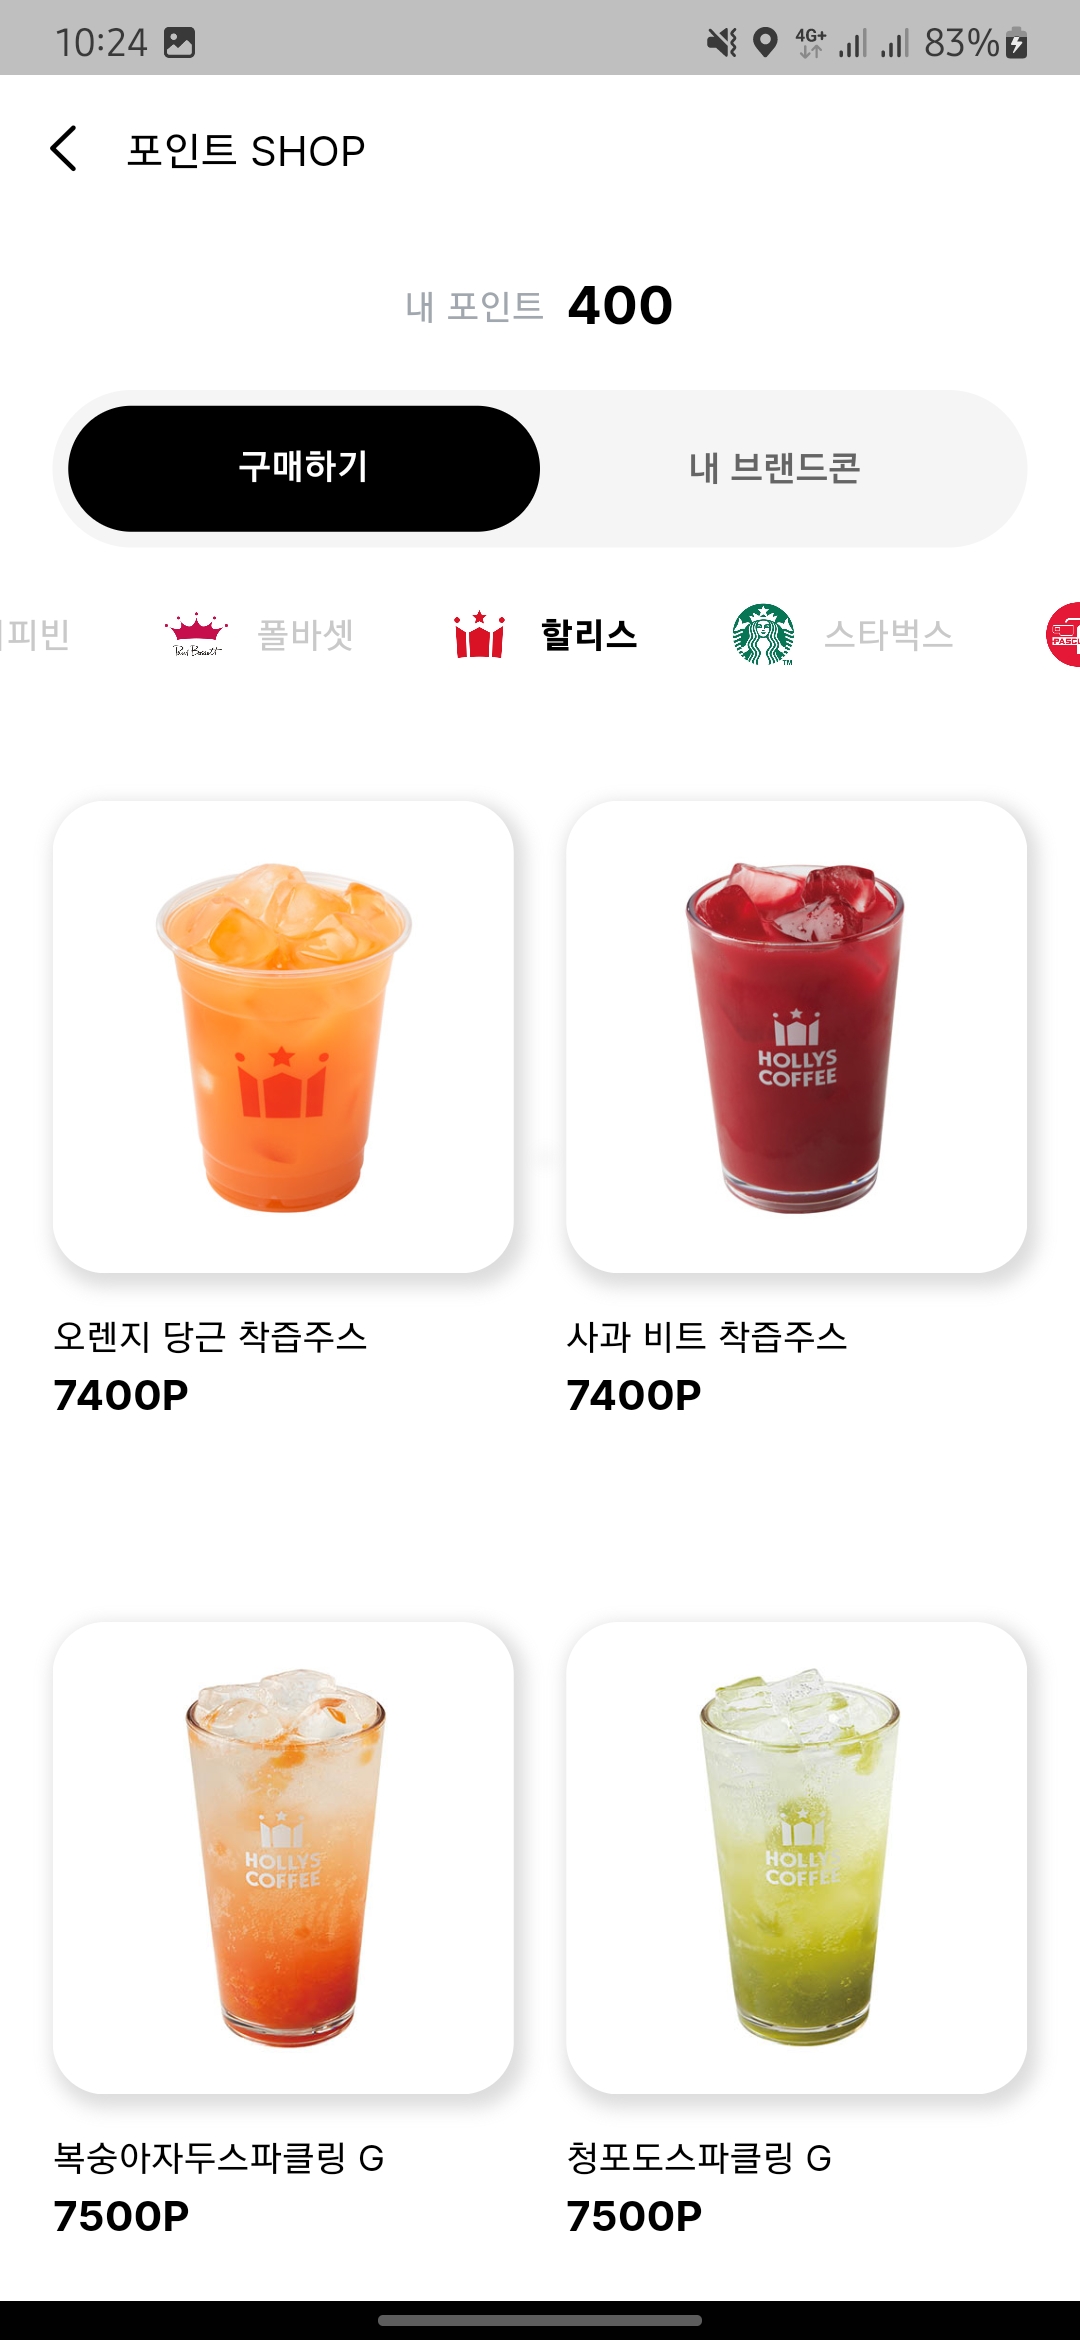 10:24
4G+
83%
포인트 SHOP
내 포인트 400
구매하기
내 브랜드콘
피빈
Paul Bassett
폴바셋
할리스
TM
스타벅스
HOLLYS
COFFEE
오렌지 당근 착즙주스
7400P
사과 비트 착즙주스
7400P
HOLLYS
COFFEE
HOLLYS
COFFEE
복숭아자두스파클링 G
7500P
청포도스파클링 G
7500P